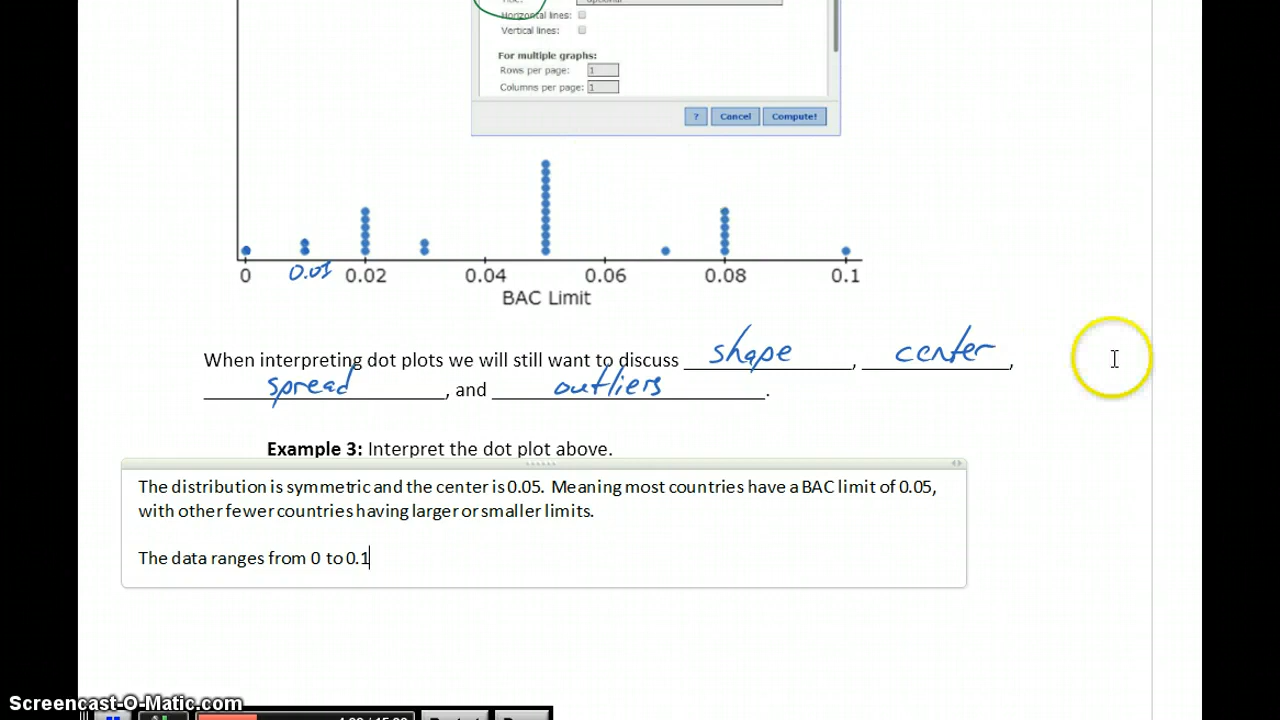 Horizontal lines:
Vertical lines:
For multiple graphs:
Rows per page: 1
Columns per page: 1
? Cancel Compute!
0 0.01 0.02 0.04 0.06 0.08 0.1
BAC Limit
When interpreting dot plots we will still want to discuss shape, center,
spread, and outliers.
Example 3: Interpret the dot plot above.
The distribution is symmetric and the center is 0.05. Meaning most countries have a BAC limit of 0.05,
with other fewer countries having larger or smaller limits.
The data ranges from 0 to 0.1
Screencast-O-Matic.com